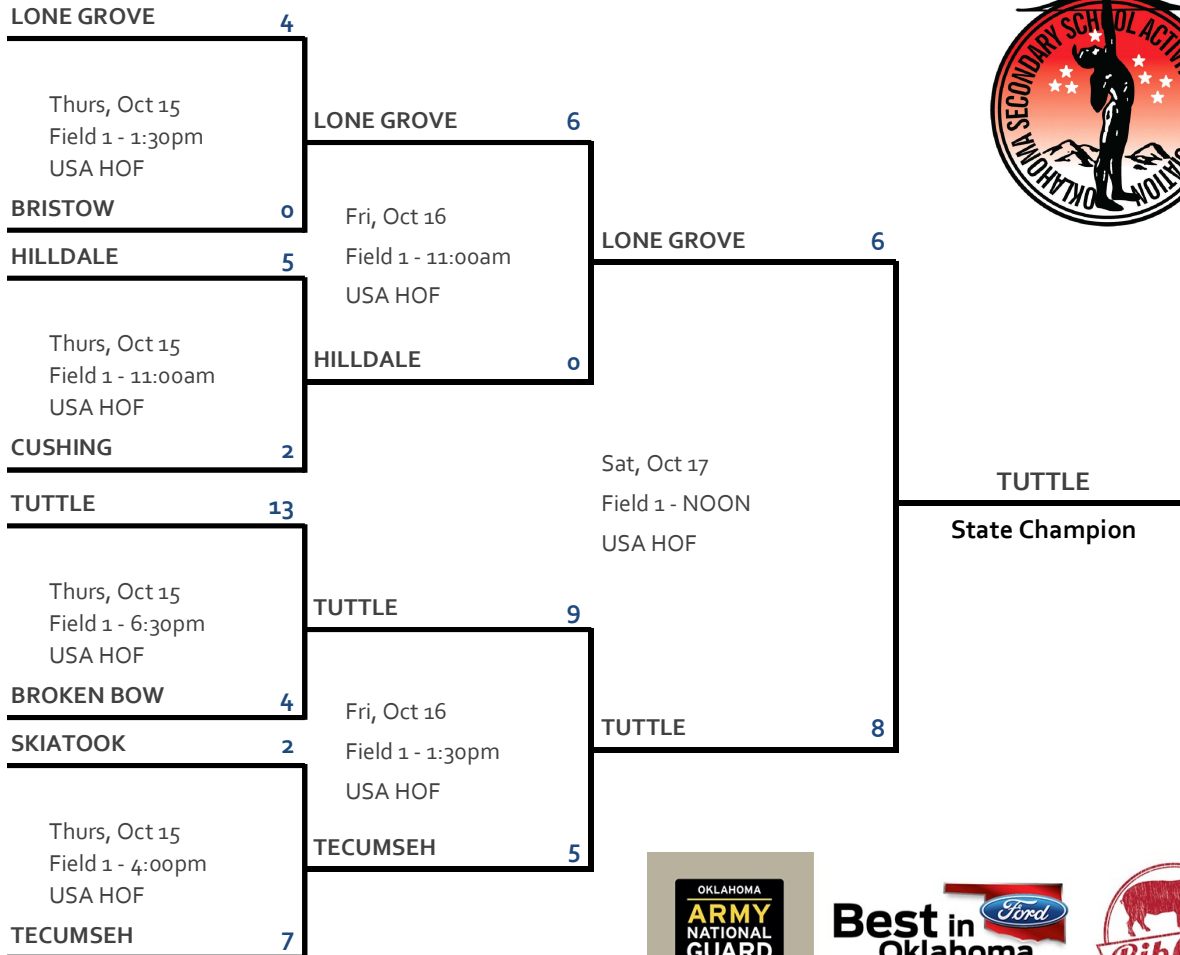 LONE GROVE 4
Thurs, Oct 15
Field 1 - 1:30pm
USA HOF
BRISTOW 0
HILLDALE 5
Thurs, Oct 15
Field 1 - 11:00am
USA HOF
CUSHING 2
TUTTLE 13
Thurs, Oct 15
Field 1 - 6:30pm
USA HOF
BROKEN BOW 4
SKIATOOK 2
Thurs, Oct 15
Field 1 - 4:00pm
USA HOF
TECUMSEH 7
LONE GROVE 6
Fri, Oct 16
Field 1 - 11:00am
USA HOF
HILLDALE 0
TUTTLE 9
Fri, Oct 16
Field 1 - 1:30pm
USA HOF
TECUMSEH 5
LONE GROVE 6
Sat, Oct 17
Field 1 - NOON
USA HOF
TUTTLE 8
TUTTLE
State Champion
OKLAHOMA SECONDARY SCHOOL
OKLAHOMA
ARMY
NATIONAL
GUARD
Best in
Ford
Oklahoma